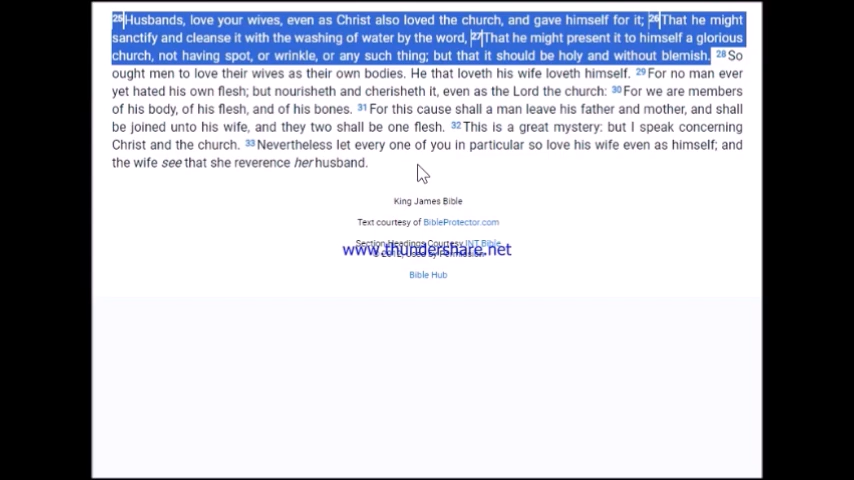 25Husbands, love your wives, even as Christ also loved the church, and gave himself for it; 26That he might
sanctify and cleanse it with the washing of water by the word, 27That he might present it to himself a glorious
church, not having spot, or wrinkle, or any such thing; but that it should be holy and without blemish. 28So
ought men to love their wives as their own bodies. He that loveth his wife loveth himself. 29For no man ever
yet hated his own flesh; but nourisheth and cherisheth it, even as the Lord the church: 30For we are members
of his body, of his flesh, and of his bones. 31For this cause shall a man leave his father and mother, and shall
be joined unto his wife, and they two shall be one flesh. 32This is a great mystery: but I speak concerning
Christ and the church. 33Nevertheless let every one of you in particular so love his wife even as himself; and
the wife see that she reverence her husband.
King James Bible
Text courtesy of BibleProtector.com
Section Headings Courtesy INT Bible
www.thundershare.net
© 2012, Used by Permission
Bible Hub